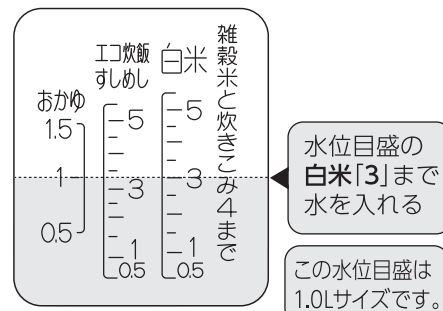 雑穀米と炊きこみ4まで
エコ炊飯
すしめし
白米
おかゆ
1.5
1
0.5
5
3
1
0.5
5
3
1
0.5
水位目盛の
白米「3」まで
水を入れる
この水位目盛は
1.0Lサイズです。